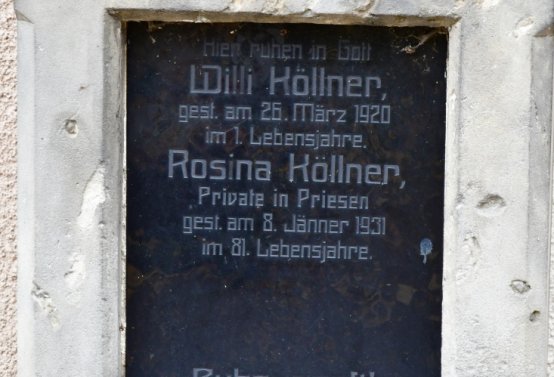 Hier ruhen in Gott
Willi Köllner,
gest. am 26. März 1920
im 1. Lebensjahre.
Rosina Köllner,
Private in Priesen
gest. am 8. Jänner 1931
im 81. Lebensjahre.